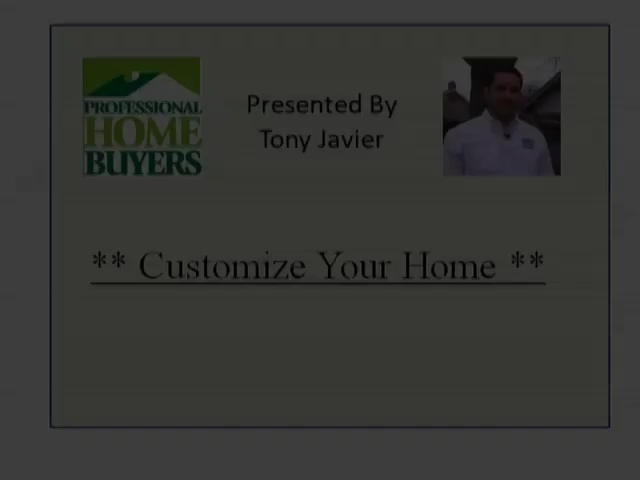 PROFESSIONAL
HOME
BUYERS
Presented By
Tony Javier
** Customize Your Home **